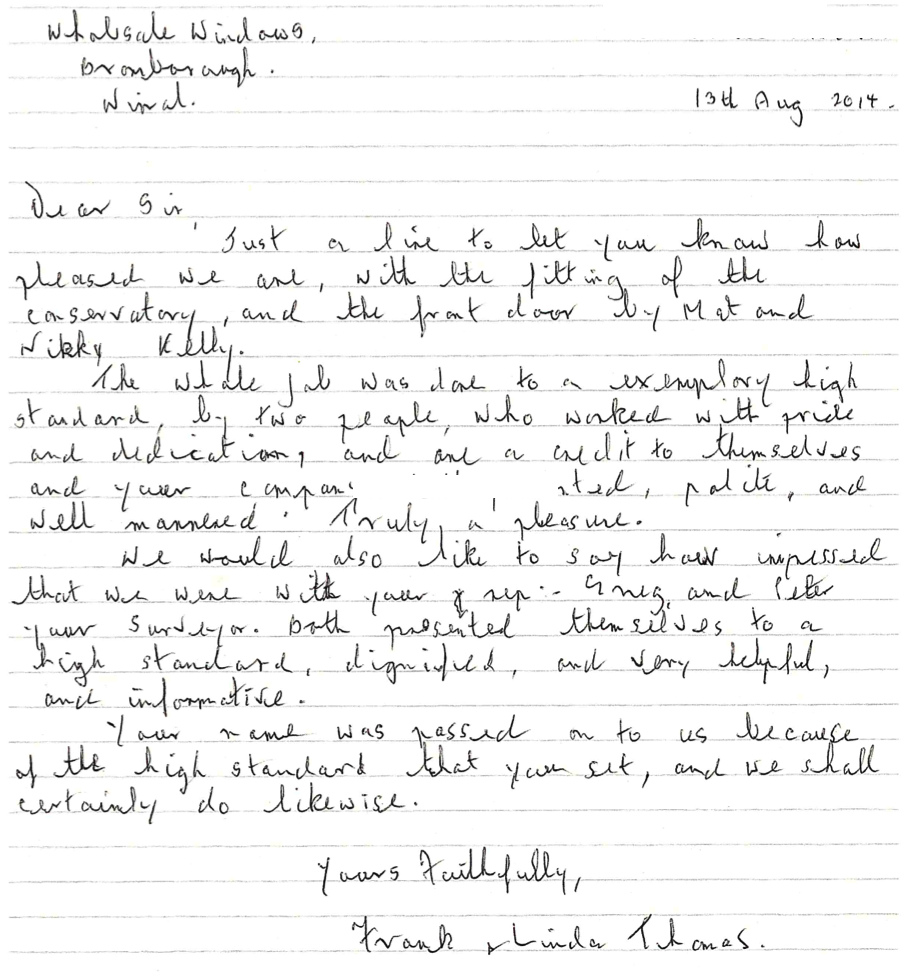 Wholesale Windows,
Bromborough.
Wirral.
13th Aug 2014.
Dear Sir,
Just a line to let you know how
pleased we are, with the fitting of the
conservatory, and the front door by Mat and
Nikky Kelly.
The whole job was done to a exemplory high
standard, by two people, who worked with pride
and dedication, and are a credit to themselves
and your polite, and
well mannered. Truly, a pleasure.
We would also like to say how impressed
that we were with your rep:- Greg, and Peter
your Surveyor. Both presented themselves to a
high standard, dignified, and very helpful,
and informative.
Your name was passed on to us because
of the high standard that you set, and we shall
certainly do likewise.
Yours Faithfully,
Frank & Linda Thomas.